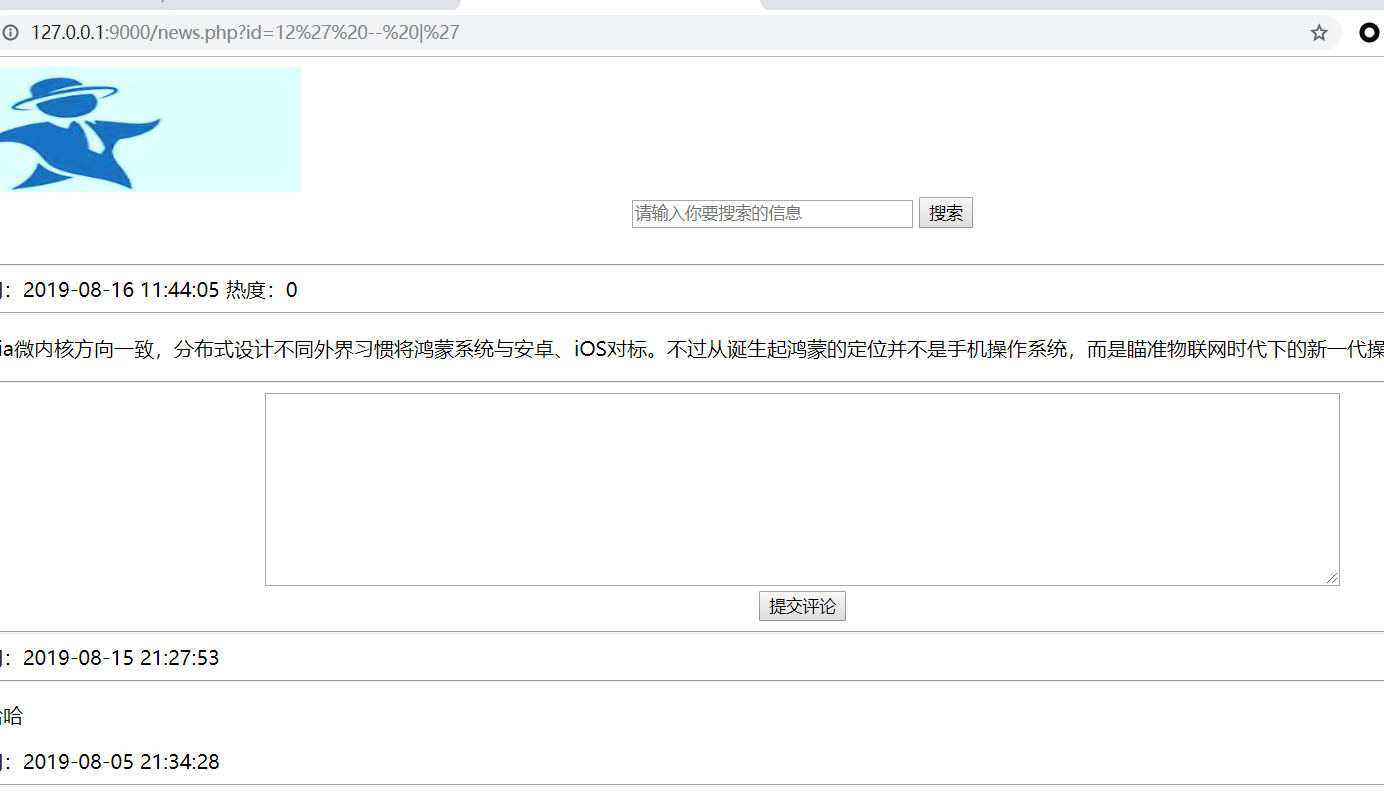 127.0.0.1:9000/news.php?id=12%27%20--%20|%27
请输入你要搜索的信息 搜索
：2019-08-16 11:44:05 热度：0
ia微内核方向一致，分布式设计不同外界习惯将鸿蒙系统与安卓、iOS对标。不过从诞生起鸿蒙的定位并不是手机操作系统，而是瞄准物联网时代下的新一代操
提交评论
：2019-08-15 21:27:53
哈
：2019-08-05 21:34:28